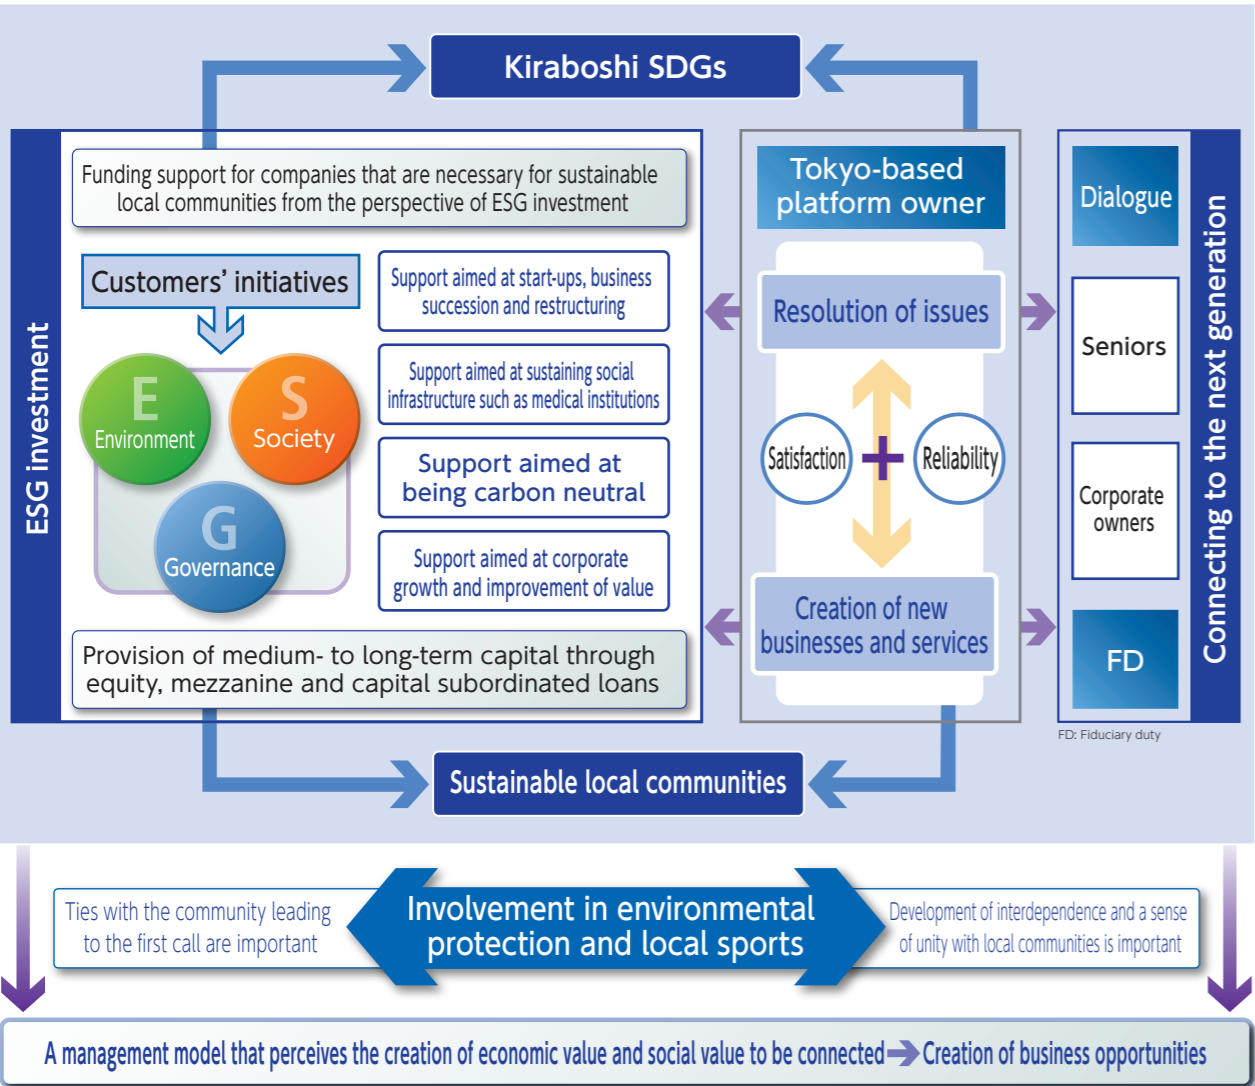 Kiraboshi SDGs
ESG investment
Funding support for companies that are necessary for sustainable
local communities from the perspective of ESG investment
Customers’ initiatives
E
Environment
S
Society
G
Governance
Support aimed at start-ups, business
succession and restructuring
Support aimed at sustaining social
infrastructure such as medical institutions
Support aimed at
being carbon neutral
Support aimed at corporate
growth and improvement of value
Provision of medium- to long-term capital through
equity, mezzanine and capital subordinated loans
Tokyo-based
platform owner
Resolution of issues
Satisfaction
Reliability
Creation of new
businesses and services
Dialogue
Seniors
Corporate
owners
FD
Connecting to the next generation
FD: Fiduciary duty
Sustainable local communities
Ties with the community leading
to the first call are important
Involvement in environmental
protection and local sports
Development of interdependence and a sense
of unity with local communities is important
A management model that perceives the creation of economic value and social value to be connected → Creation of business opportunities